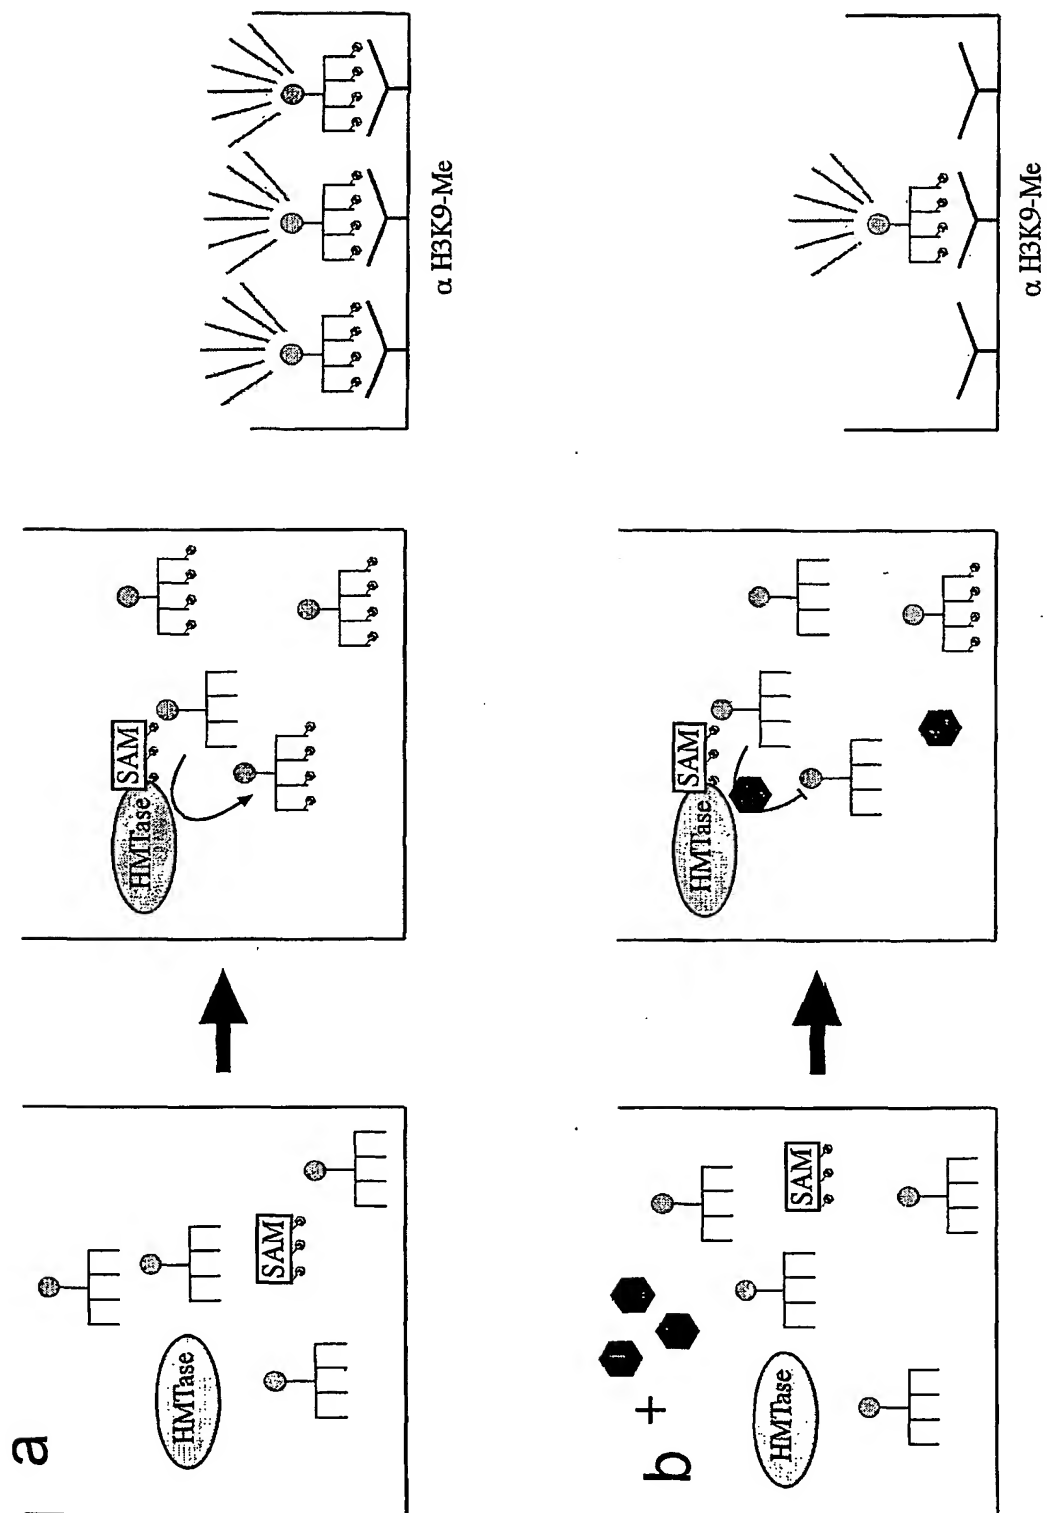 a
HMTase
SAM
HMTase
SAM
α H3K9-Me
b
+
HMTase
SAM
HMTase
SAM
α H3K9-Me